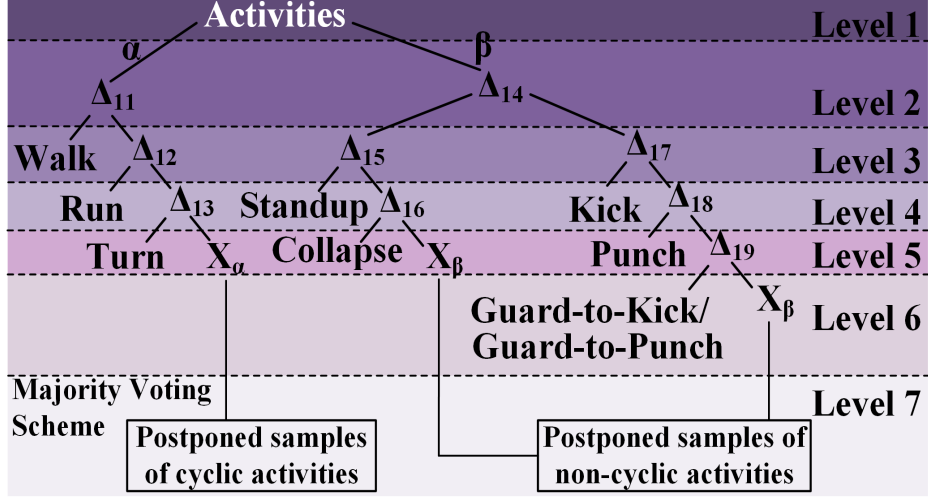 Activities
Level 1
α
β
Δ11
Δ14
Level 2
Walk
Δ12
Δ15
Δ17
Level 3
Run
Δ13
Standup
Δ16
Kick
Δ18
Level 4
Turn
Xα
Collapse
Xβ
Punch
Δ19
Level 5
Guard-to-Kick/
Guard-to-Punch
Xβ
Level 6
Majority Voting
Scheme
Level 7
Postponed samples
of cyclic activities
Postponed samples of
non-cyclic activities